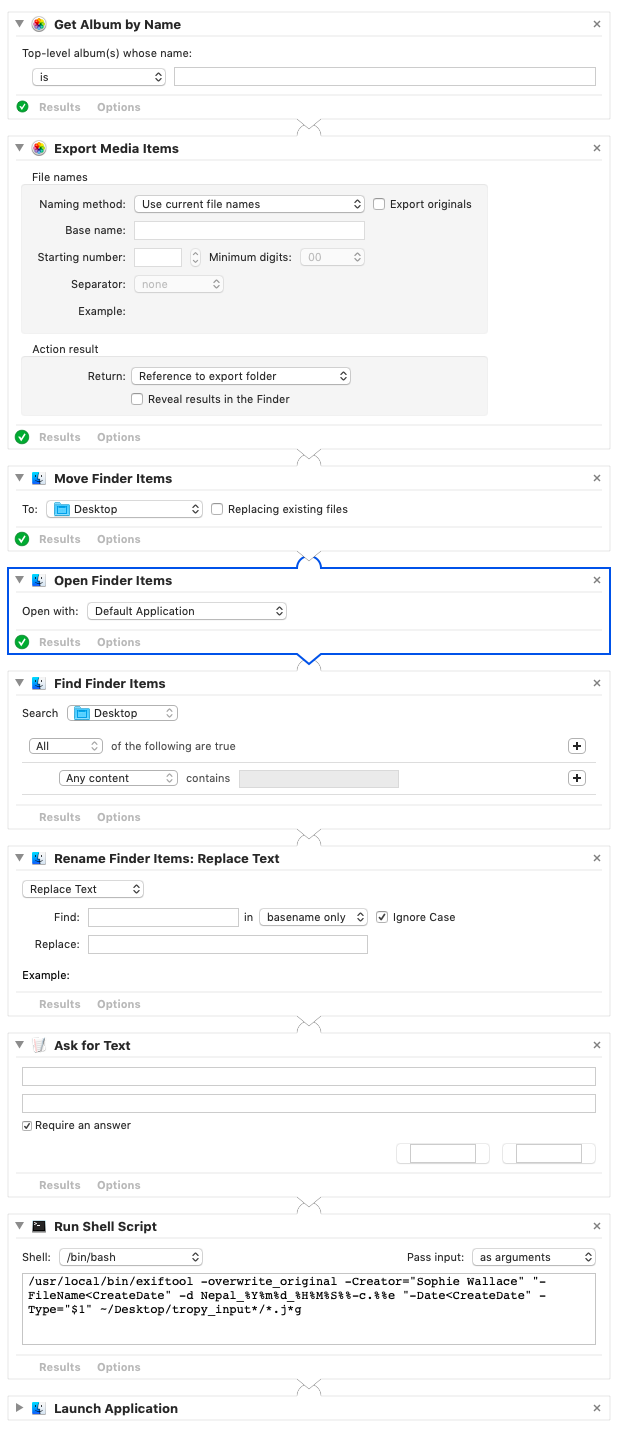 Get Album by Name
Top-level album(s) whose name:
is
Results Options
Export Media Items
File names
Naming method: Use current file names Export originals
Base name:
Starting number: Minimum digits: 00
Separator: none
Example:
Action result
Return: Reference to export folder
Reveal results in the Finder
Results Options
Move Finder Items
To: Desktop Replacing existing files
Results Options
Open Finder Items
Open with: Default Application
Results Options
Find Finder Items
Search Desktop
All of the following are true
Any content contains
Results Options
Rename Finder Items: Replace Text
Replace Text
Find: in basename only Ignore Case
Replace:
Example:
Results Options
Ask for Text
Require an answer
Results Options
Run Shell Script
Shell: /bin/bash Pass input: as arguments
/usr/local/bin/exiftool -overwrite_original -Creator="Sophie Wallace" "-
FileName<CreateDate" -d Nepal_%Y%m%d_%H%M%S%%-c.%%e "-Date<CreateDate" -
Type="$1" ~/Desktop/tropy_input*/*.j*g
Results Options
Launch Application